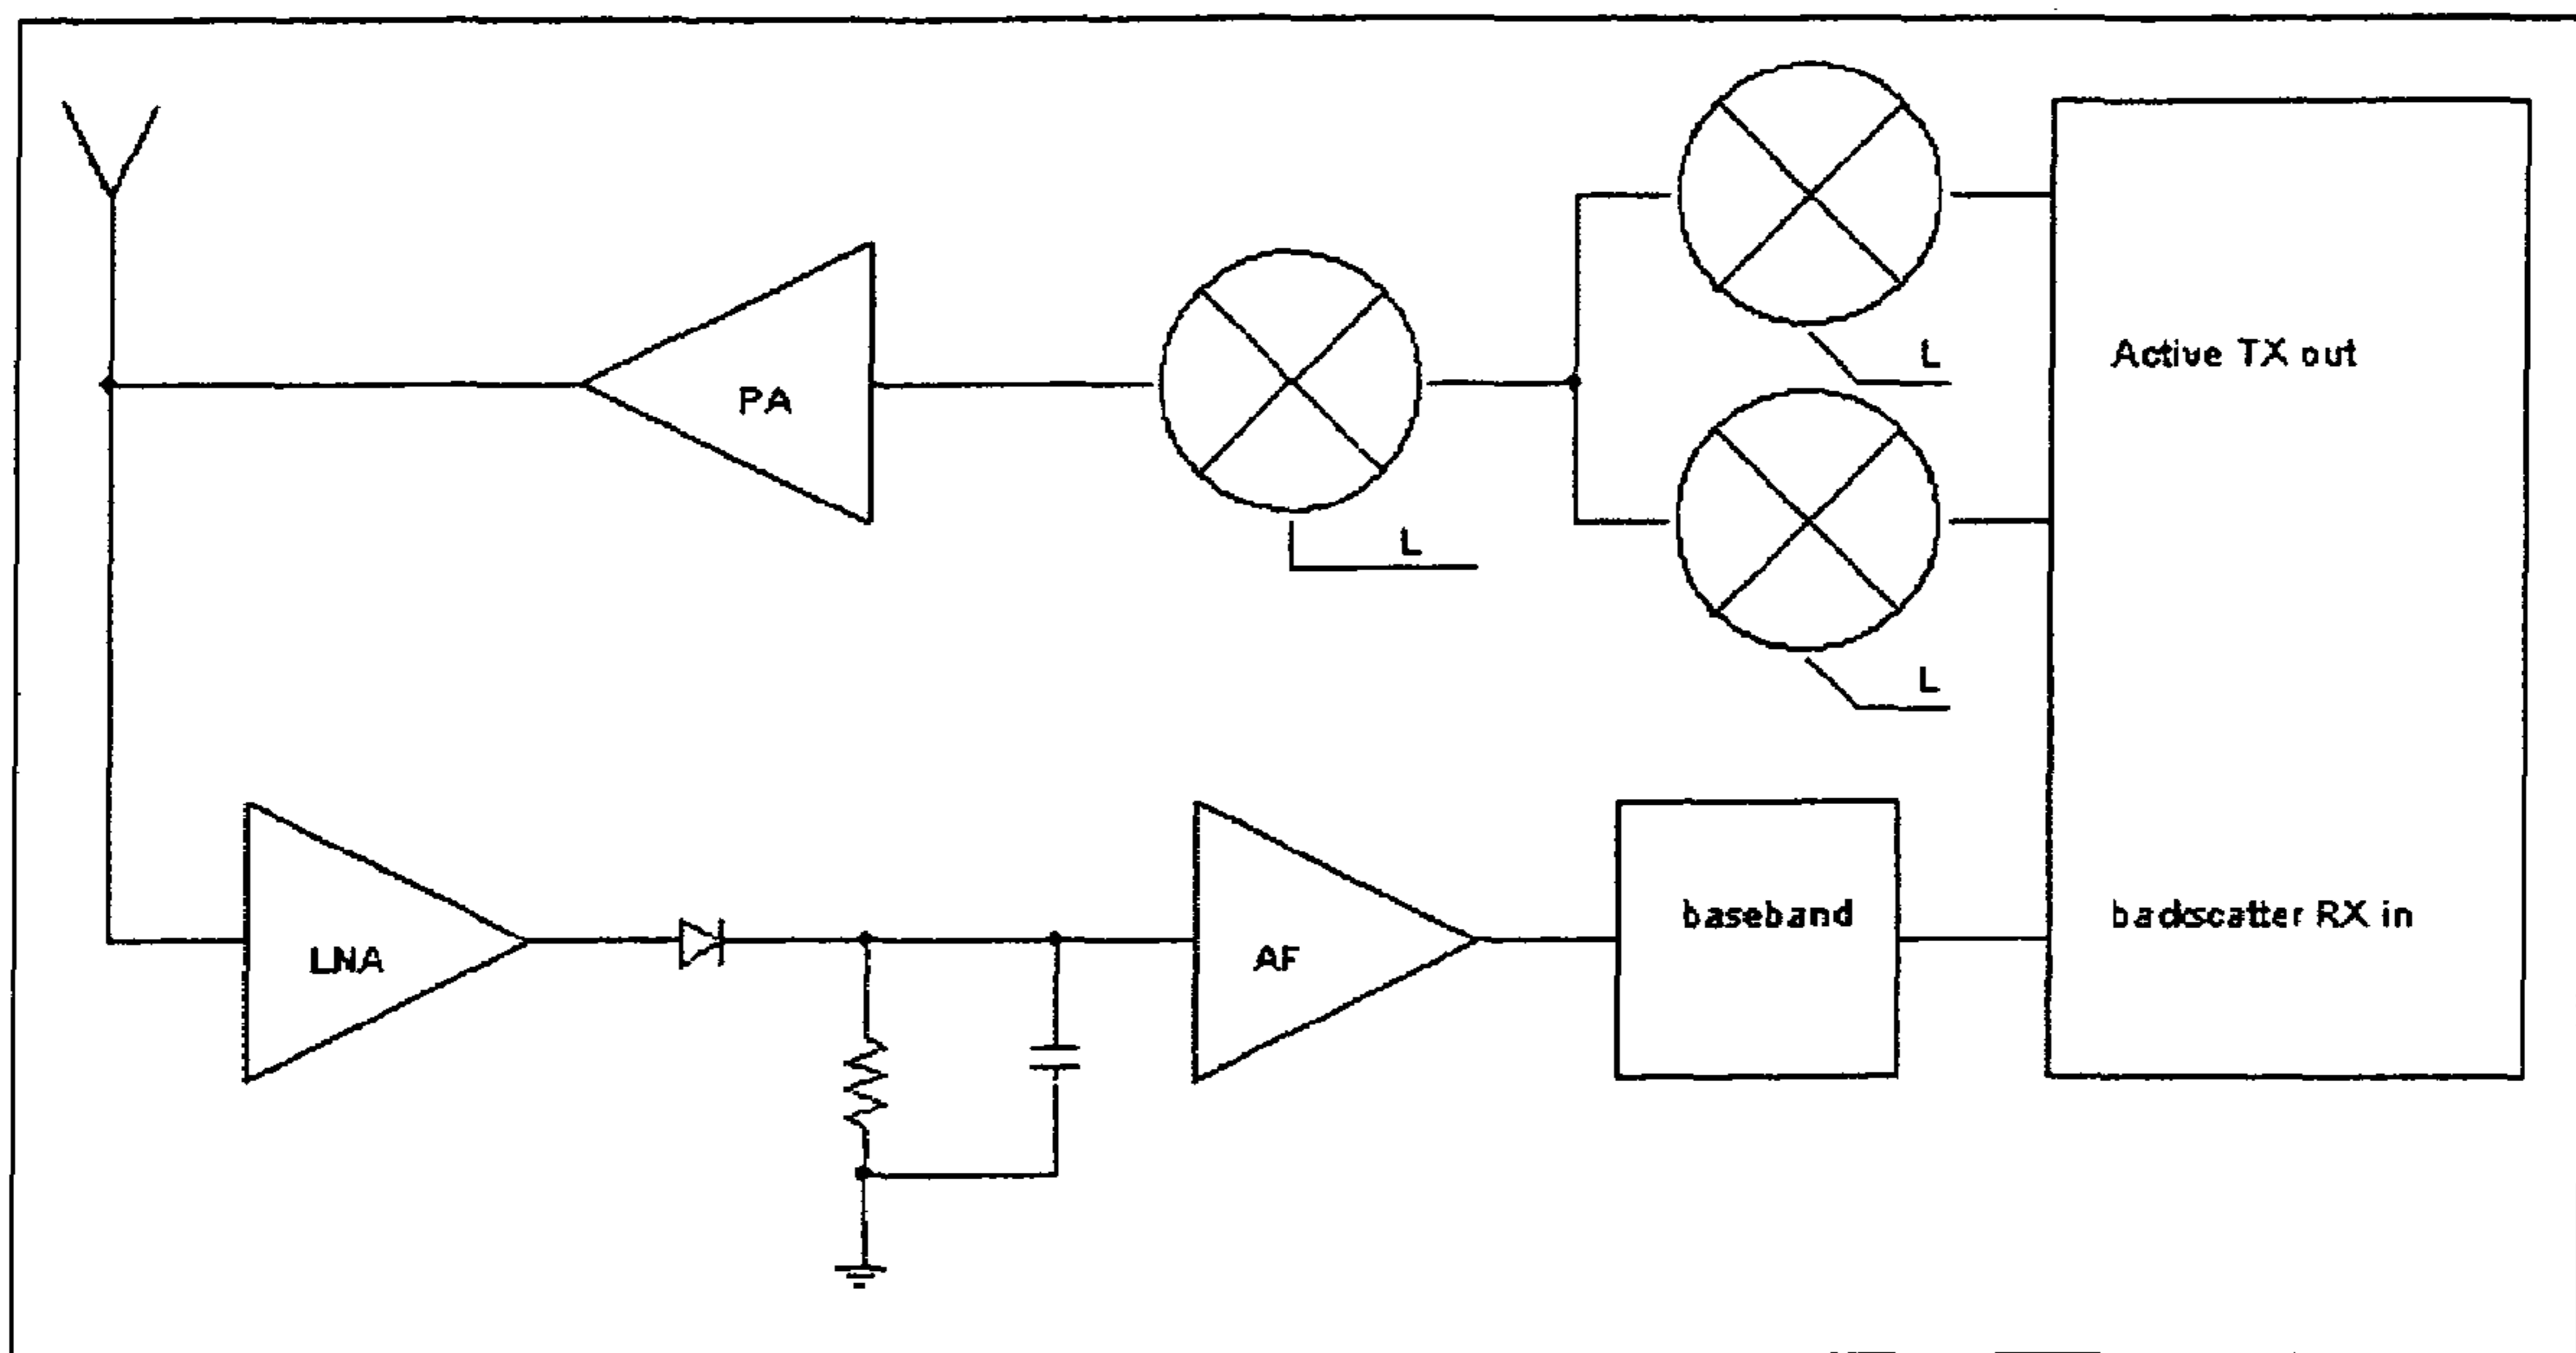 L
Active TX out
PA
L
L
LNA
AF
baseband
backscatter RX in